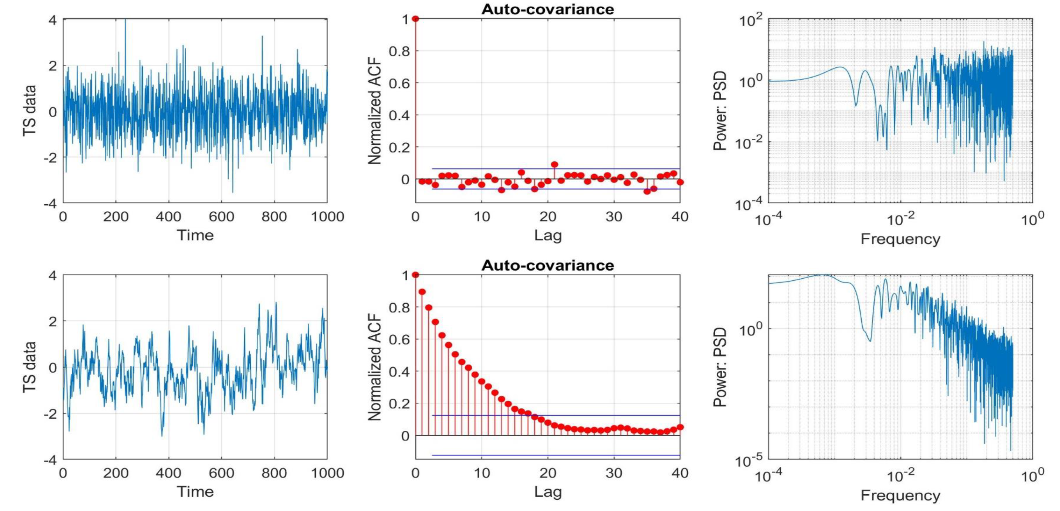 TS data
4
2
0
-2
-4
0 200 400 600 800 1000
Time
Auto-covariance
Normalized ACF
1
0.8
0.6
0.4
0.2
0
0 10 20 30 40
Lag
Power: PSD
10^2
10^0
10^-2
10^-4
10^-4 10^-2 10^0
Frequency
TS data
4
2
0
-2
-4
0 200 400 600 800 1000
Time
Auto-covariance
Normalized ACF
1
0.8
0.6
0.4
0.2
0
0 10 20 30 40
Lag
Power: PSD
10^0
10^-5
10^-4 10^-2 10^0
Frequency